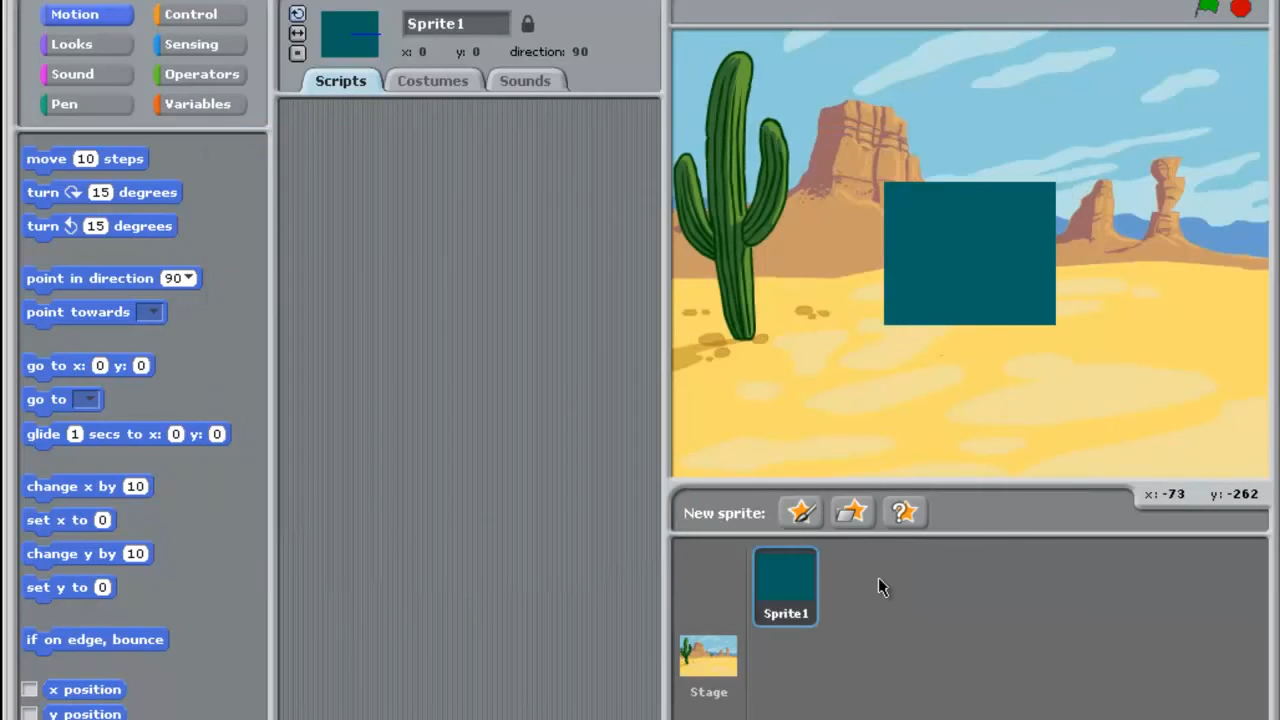 Motion Control
Looks Sensing
Sound Operators
Pen Variables
move 10 steps
turn 15 degrees
turn 15 degrees
point in direction 90
point towards
go to x: 0 y: 0
go to
glide 1 secs to x: 0 y: 0
change x by 10
set x to 0
change y by 10
set y to 0
if on edge, bounce
x position
y position
Sprite1
x: 0 y: 0 direction: 90
Scripts Costumes Sounds
x: -73 y: -262
New sprite:
Sprite1
Stage